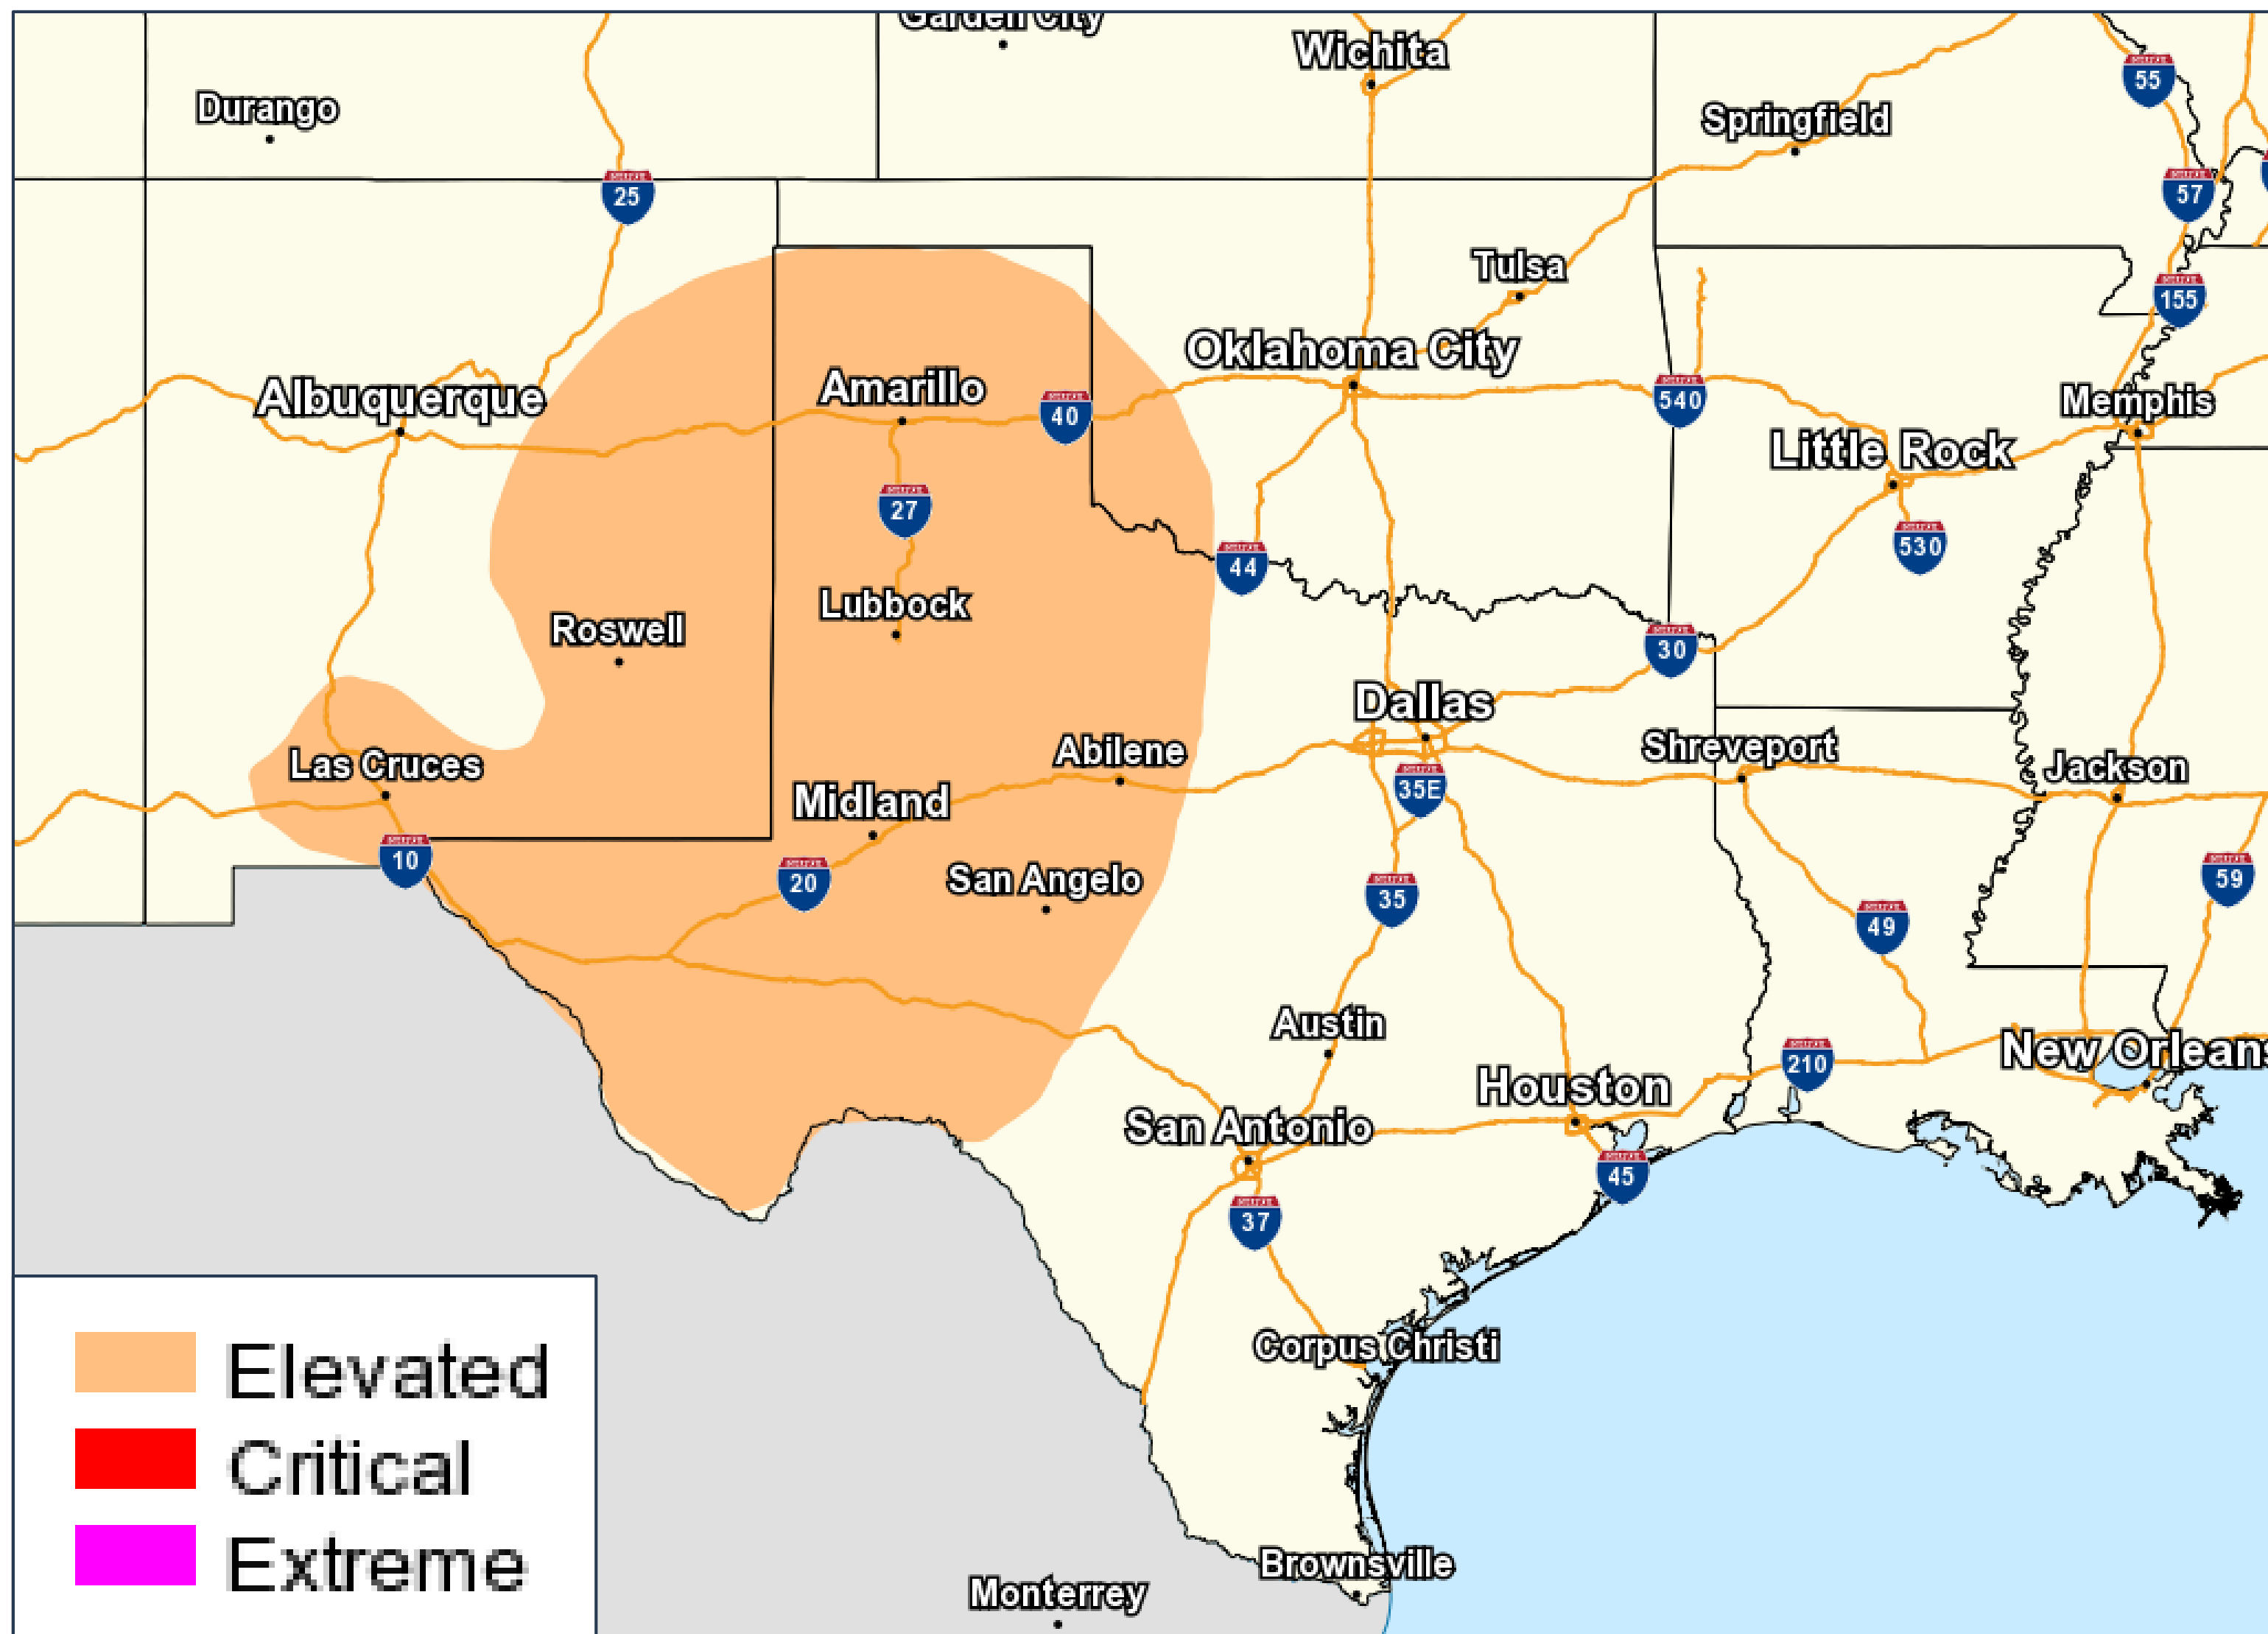 Garden City
Wichita
55
Durango
Springfield
25
57
Tulsa
155
Oklahoma City
Albuquerque
Amarillo
40
540
Memphis
Little Rock
27
530
44
Lubbock
Roswell
30
Dallas
Las Cruces
Abilene
Shreveport
Jackson
Midland
35E
10
20
San Angelo
35
59
49
Austin
210
New Orleans
Houston
San Antonio
45
37
Corpus Christi
Elevated
Critical
Extreme
Brownsville
Monterrey